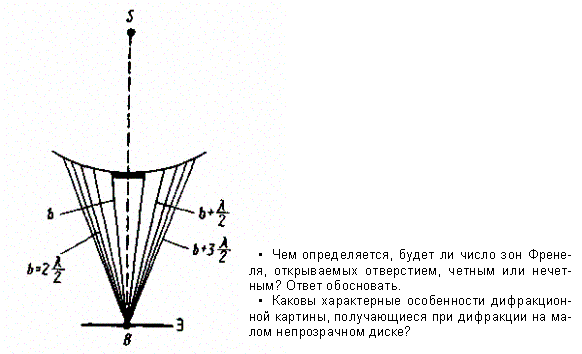 S
b
b+λ/2
b=2λ/2
b+3λ/2
B
Э
• Чем определяется, будет ли число зон Френе-
ля, открываемых отверстием, четным или нечет-
ным? Ответ обосновать.
• Каковы характерные особенности дифракцион-
ной картины, получающиеся при дифракции на ма-
лом непрозрачном диске?